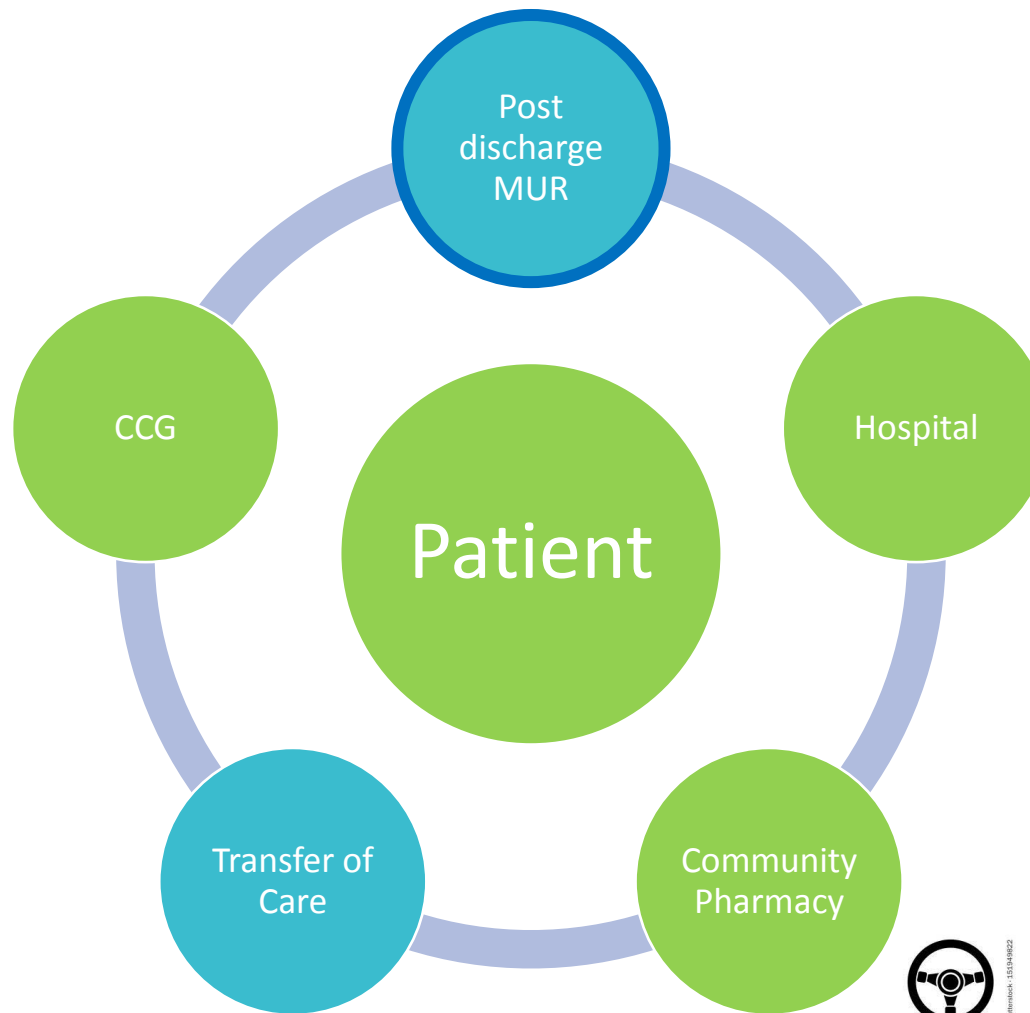 Post
discharge
MUR
CCG
Hospital
Patient
Transfer of
Care
Community
Pharmacy